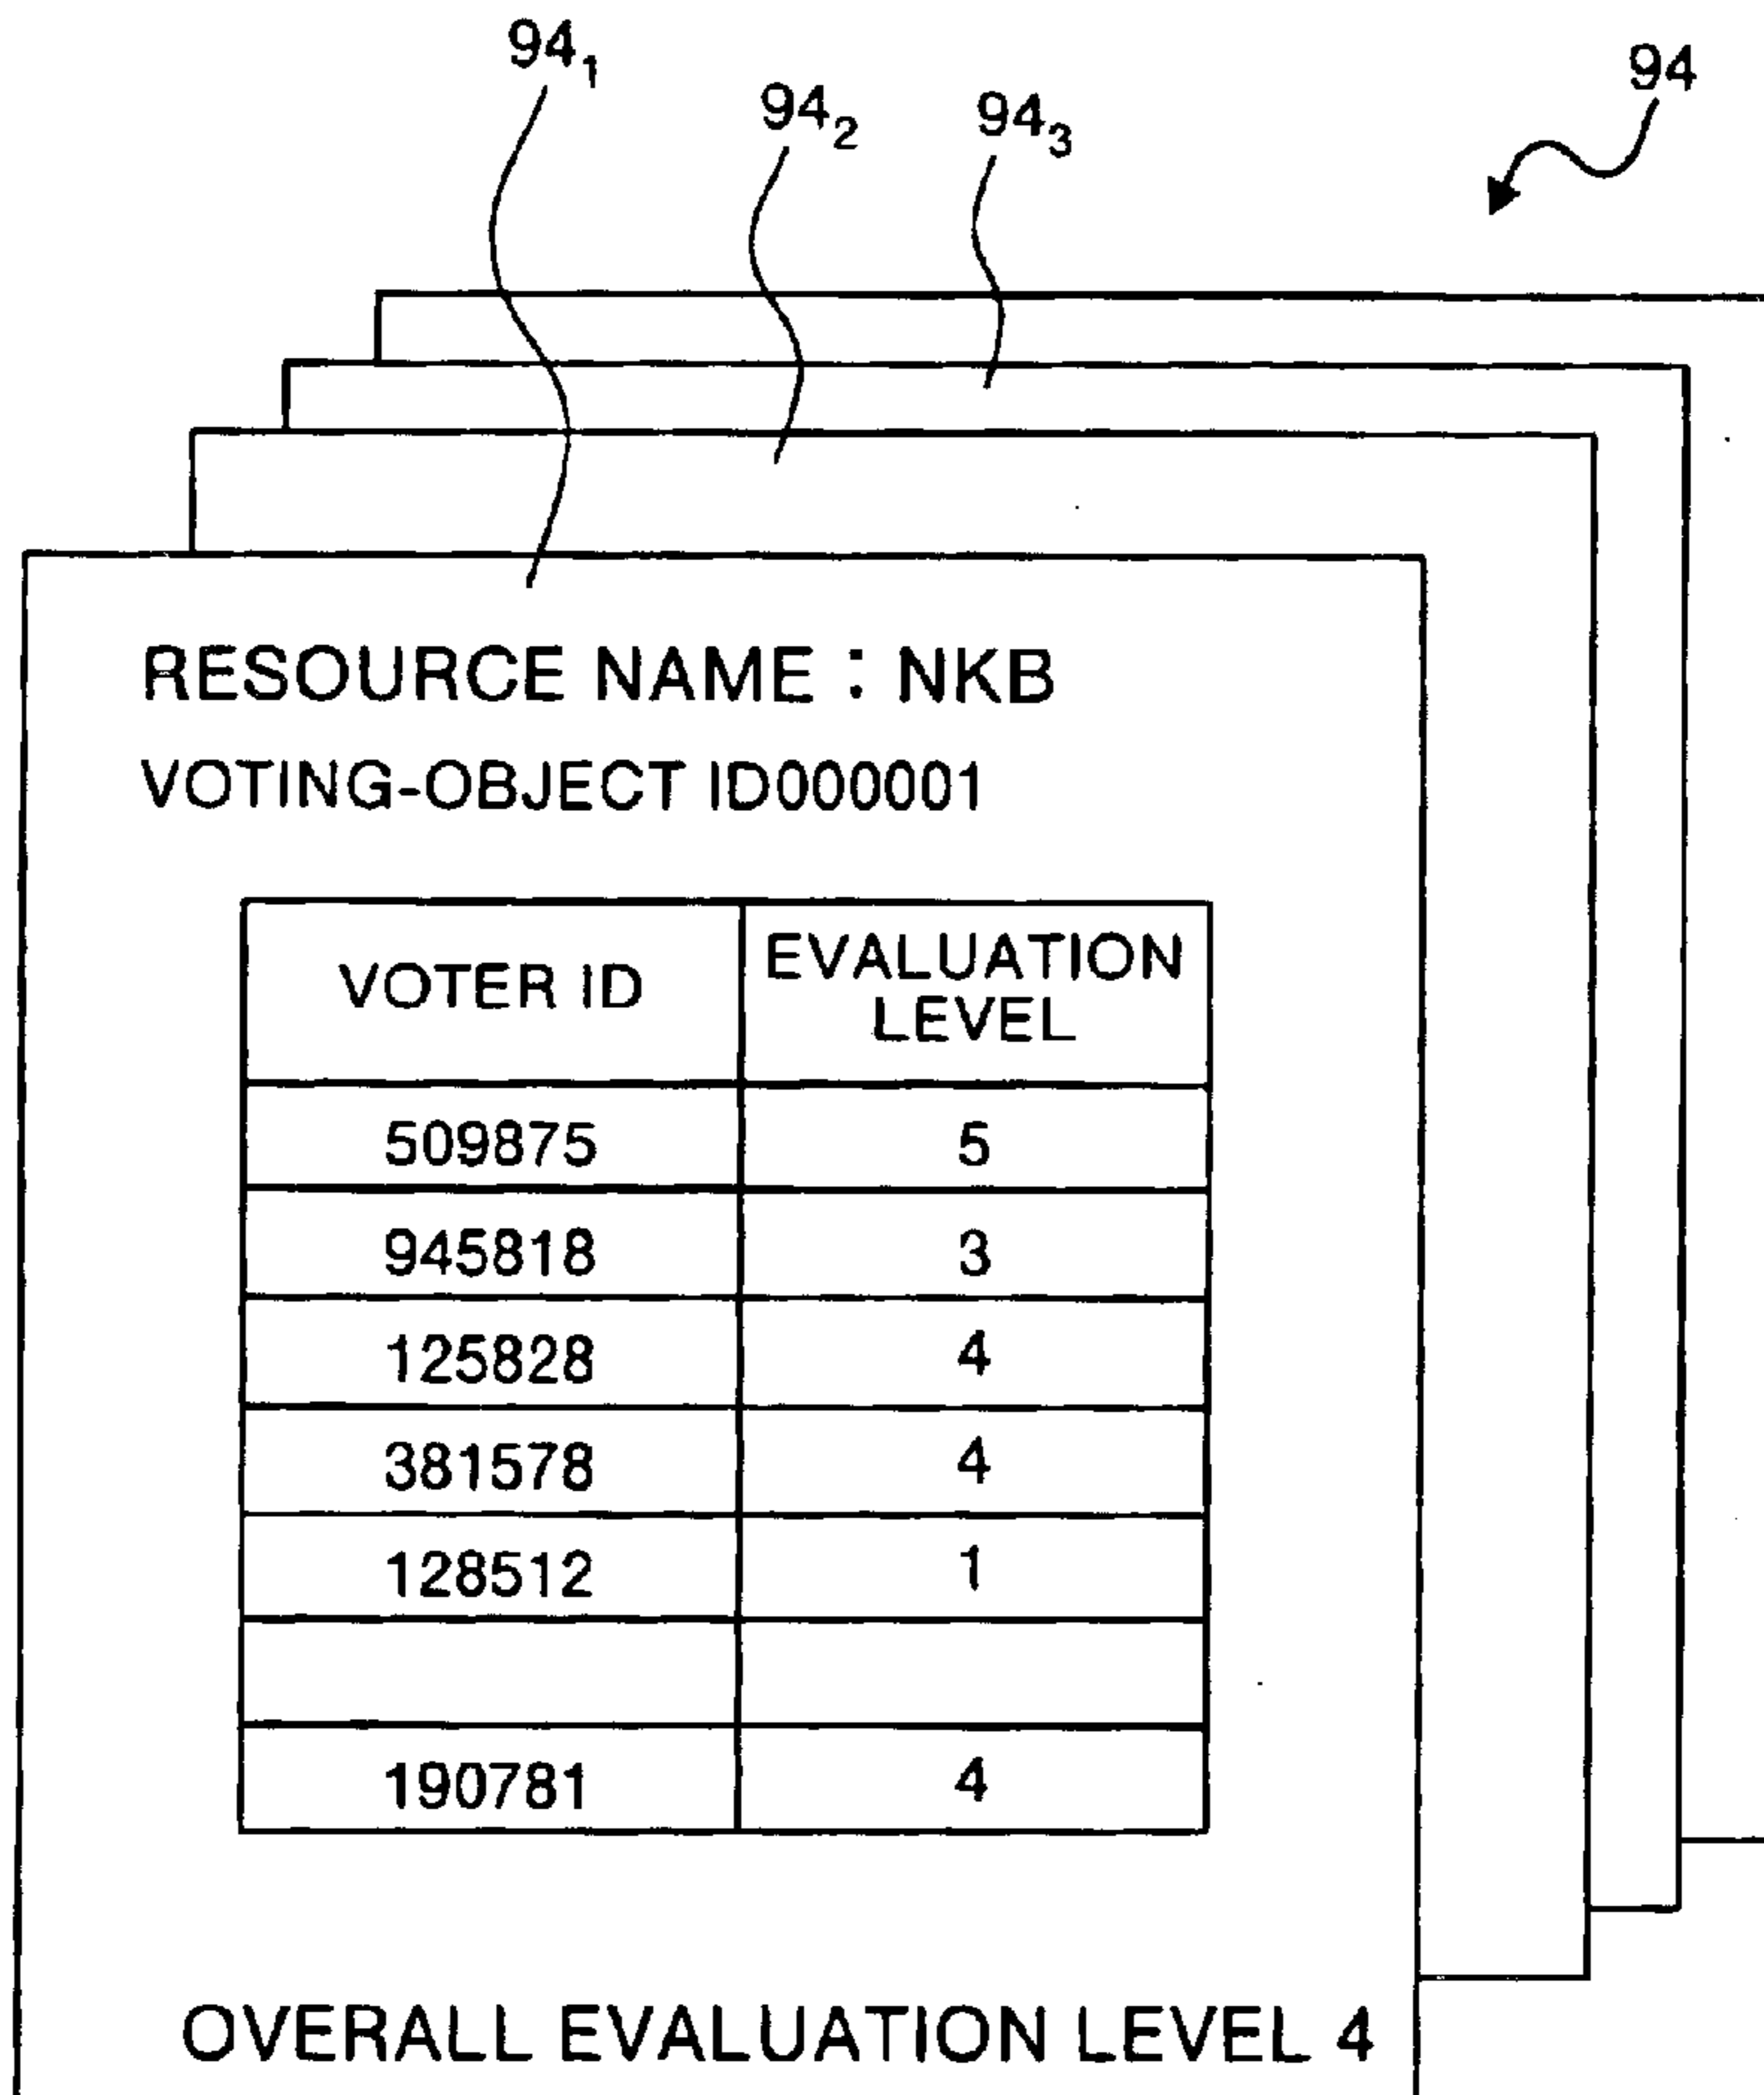 94₁
94₂
94₃
94
RESOURCE NAME : NKB
VOTING-OBJECT ID000001
VOTER ID EVALUATION LEVEL
509875 5
945818 3
125828 4
381578 4
128512 1
190781 4
OVERALL EVALUATION LEVEL 4